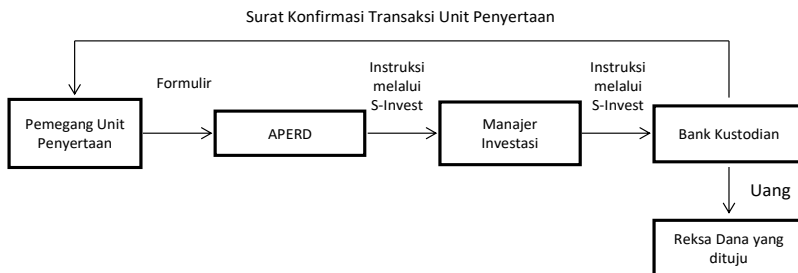 Surat Konfirmasi Transaksi Unit Penyertaan
Formulir
Instruksi
melalui
S-Invest
Instruksi
melalui
S-Invest
Pemegang Unit
Penyertaan
APERD
Manajer
Investasi
Bank Kustodian
Uang
Reksa Dana yang
dituju